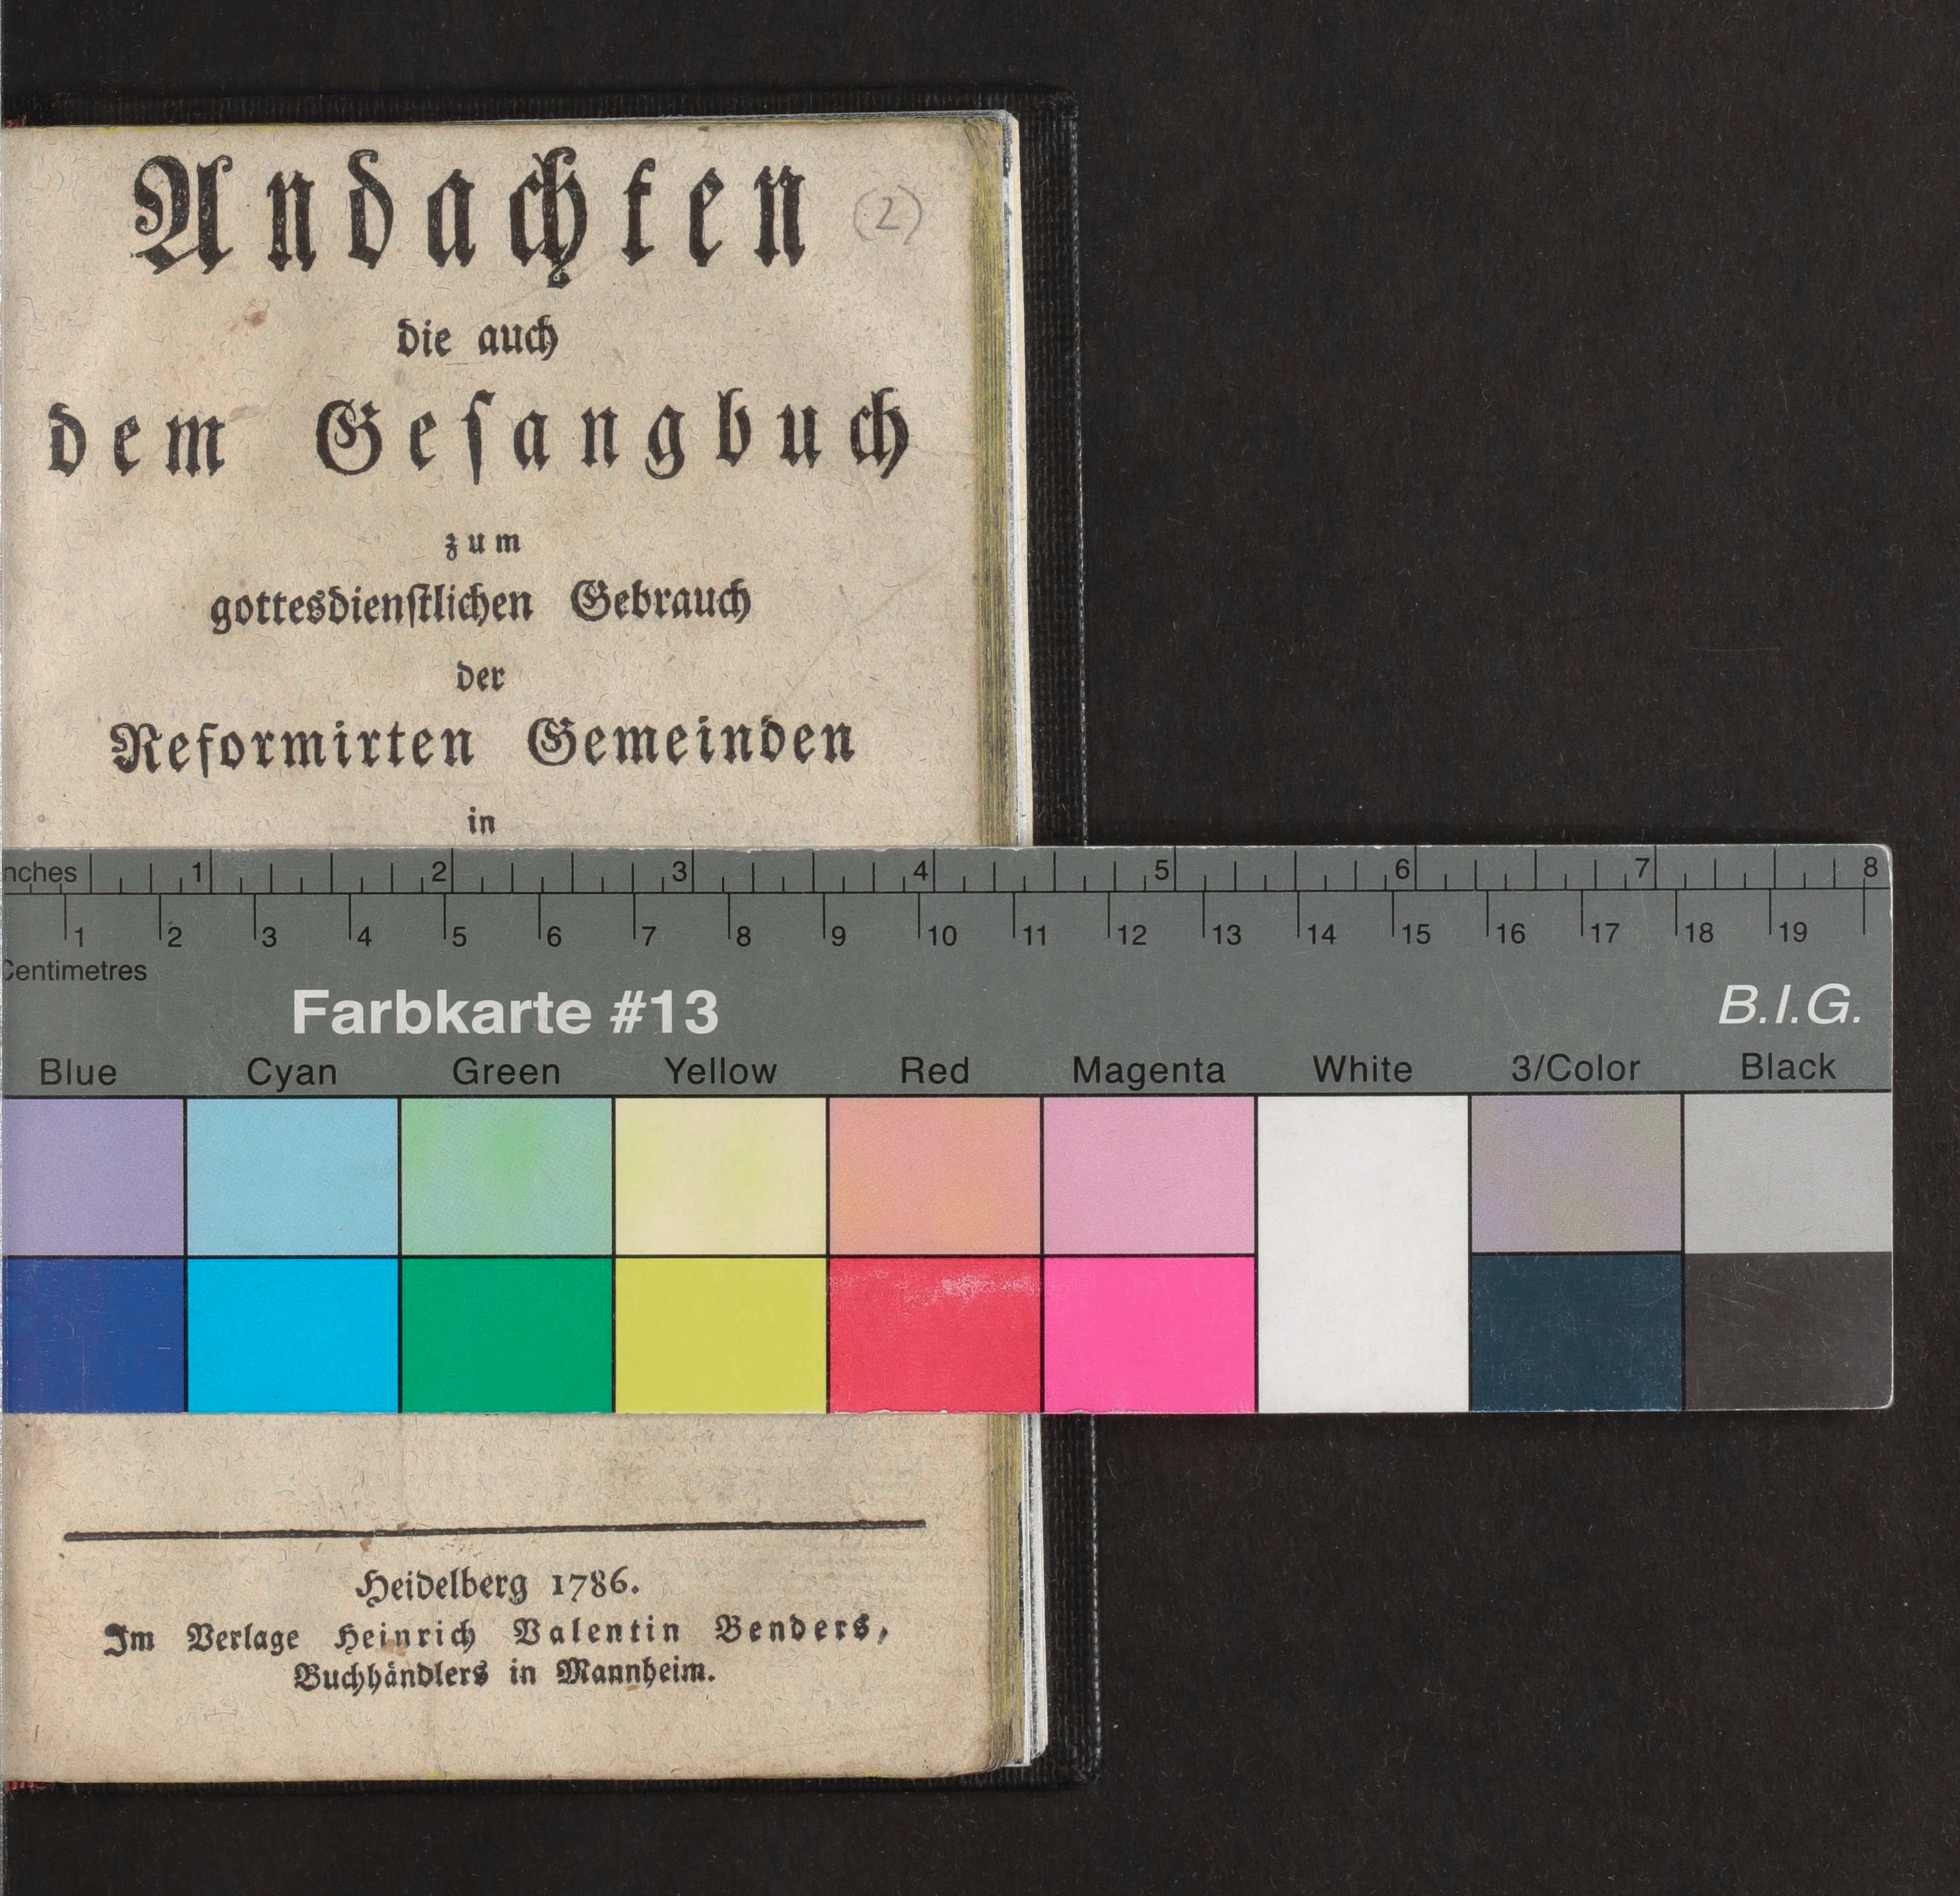 Andachten (2)
die auch
dem Geſangbuch
zum
gottesdienſtlichen Gebrauch
der
Reformirten Gemeinden
in
nches 1 2 3 4 5 6 7 8
1 2 3 4 5 6 7 8 9 10 11 12 13 14 15 16 17 18 19
Centimetres
Farbkarte #13 B.I.G.
Blue Cyan Green Yellow Red Magenta White 3/Color Black
Heidelberg 1786.
Im Verlage Heinrich Valentin Benders,
Buchhändlers in Mannheim.